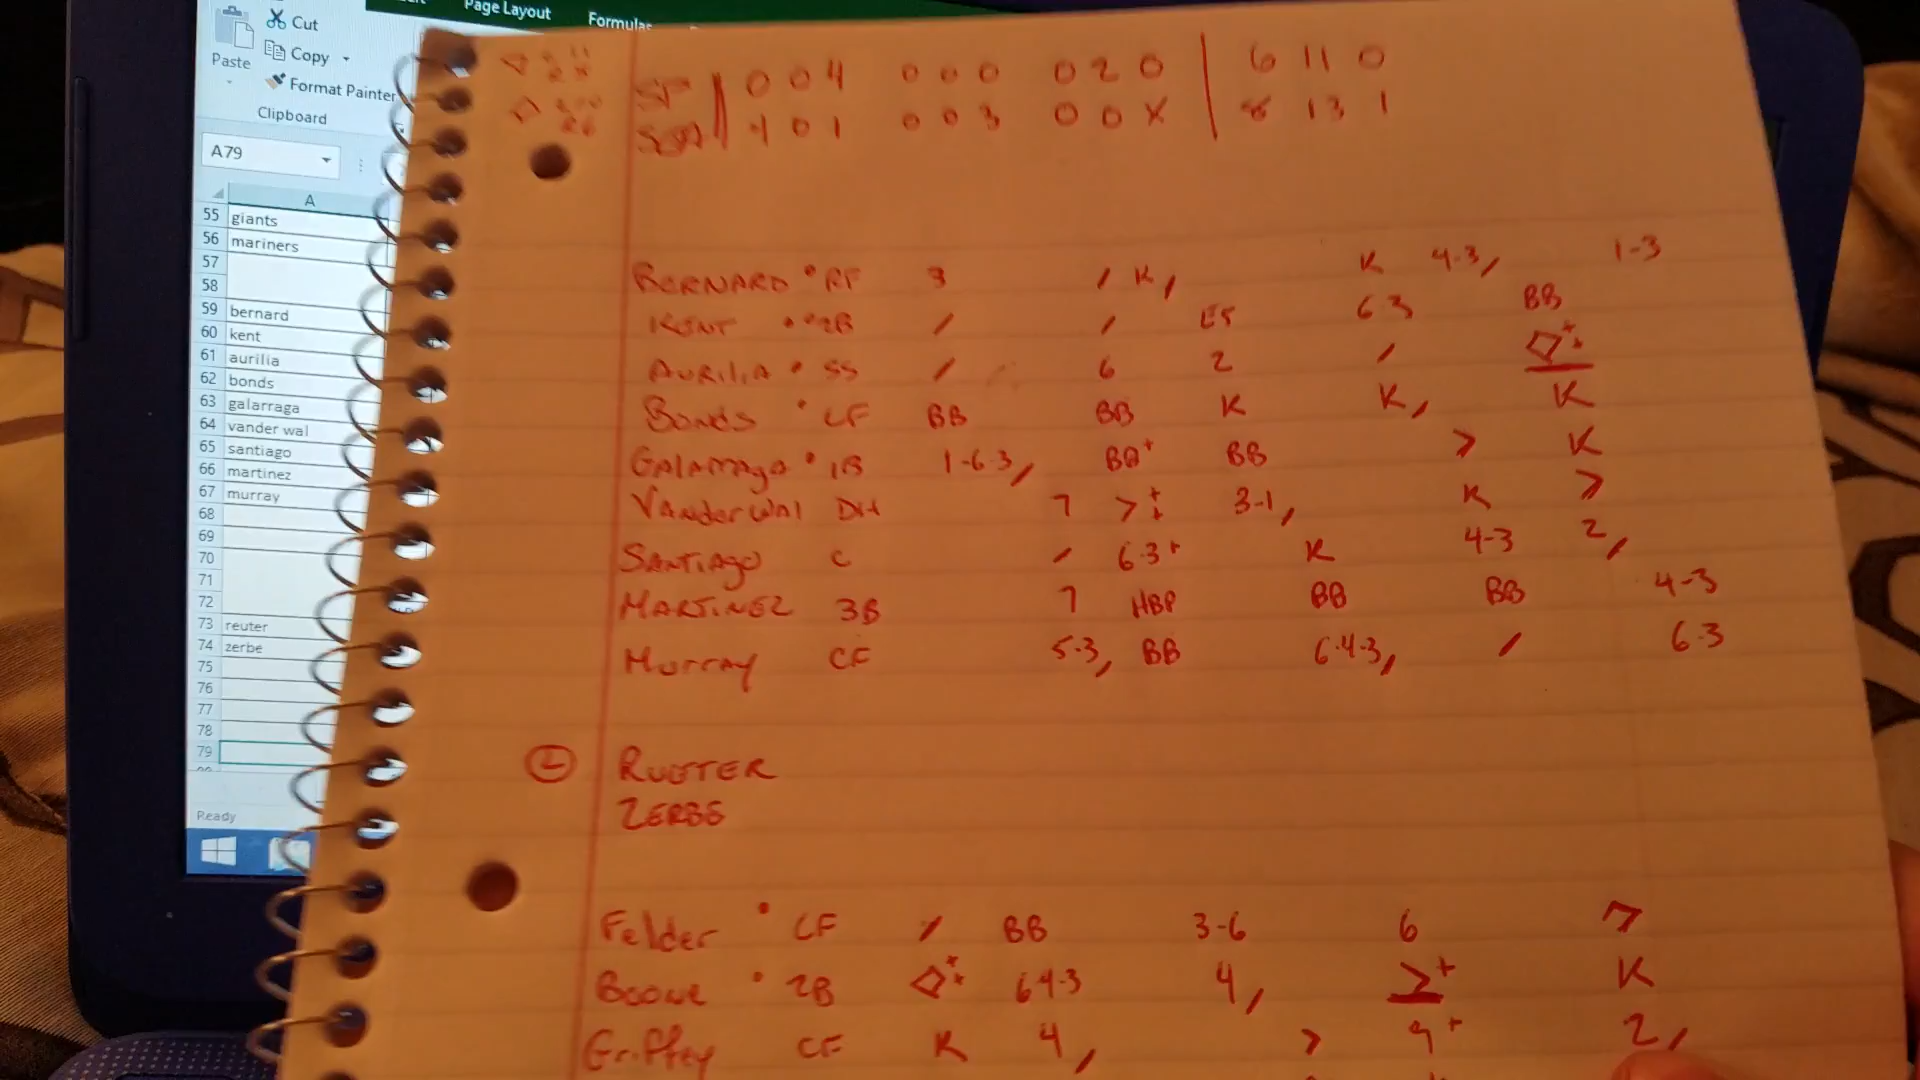 Page Layout
Formulas
Cut
Copy
Paste
Format Painter
Clipboard
A79
A
55 giants
56 mariners
57
58
59 bernard
60 kent
61 aurilia
62 bonds
63 galarraga
64 vander wal
65 santiago
66 martinez
67 murray
68
69
70
71
72
73 reuter
74 zerbe
75
76
77
78
79
Ready
SF 0 0 4 0 0 0 0 2 0 6 11 0
4 0 1 0 0 3 0 0 X 8 13 1
BERNARD RF 3 / K, K 4-3, 1-3
KENT 2B / / E5 6 3 BB
AURILIA SS / 6 2 /
BONDS LF BB BB K K, K
GALARRAGA 1B 1-6-3, BB+ BB > K
VanderWal DH 7 >+ 3-1, K >
SANTIAGO C / 6-3+ K 4-3 2,
MARTINEZ 3B 7 HBP BB BB 4-3
Murray CF 5-3, BB 6-4-3, / 6-3
L RUETER
ZERBE
Felder LF / BB 3-6 6 >
Boone 2B 6 4-3 4, >+ K
Griffey CF K 4, > 9+ 2,